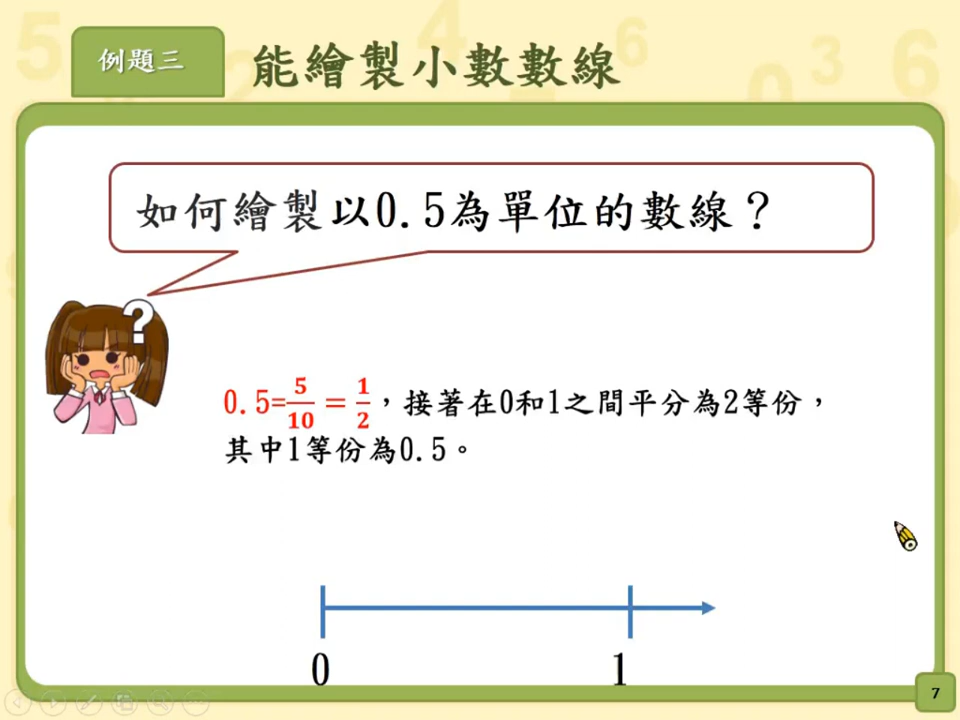 例題三
能繪製小數數線
如何繪製以0.5為單位的數線？
?
0.5=5/10=1/2，接著在0和1之間平分為2等份，
其中1等份為0.5。
0 1
7